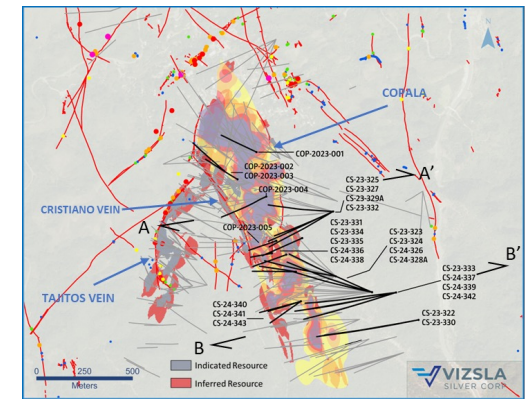 N
COPALA
COP-2023-001
COP-2023-002
COP-2023-003
COP-2023-004
CS-23-325
CS-23-327
CS-23-329A
CS-23-332
A'
CRISTIANO VEIN
A
COP-2023-005
CS-23-331
CS-23-334
CS-23-335
CS-24-336
CS-24-338
CS-23-323
CS-23-324
CS-24-326
CS-24-328A
B'
CS-23-333
CS-24-337
CS-24-339
CS-24-342
TAJITOS VEIN
CS-24-340
CS-24-341
CS-24-343
CS-23-322
CS-23-330
B
Indicated Resource
Inferred Resource
0 250 500
Meters
VIZSLA
SILVER CORP